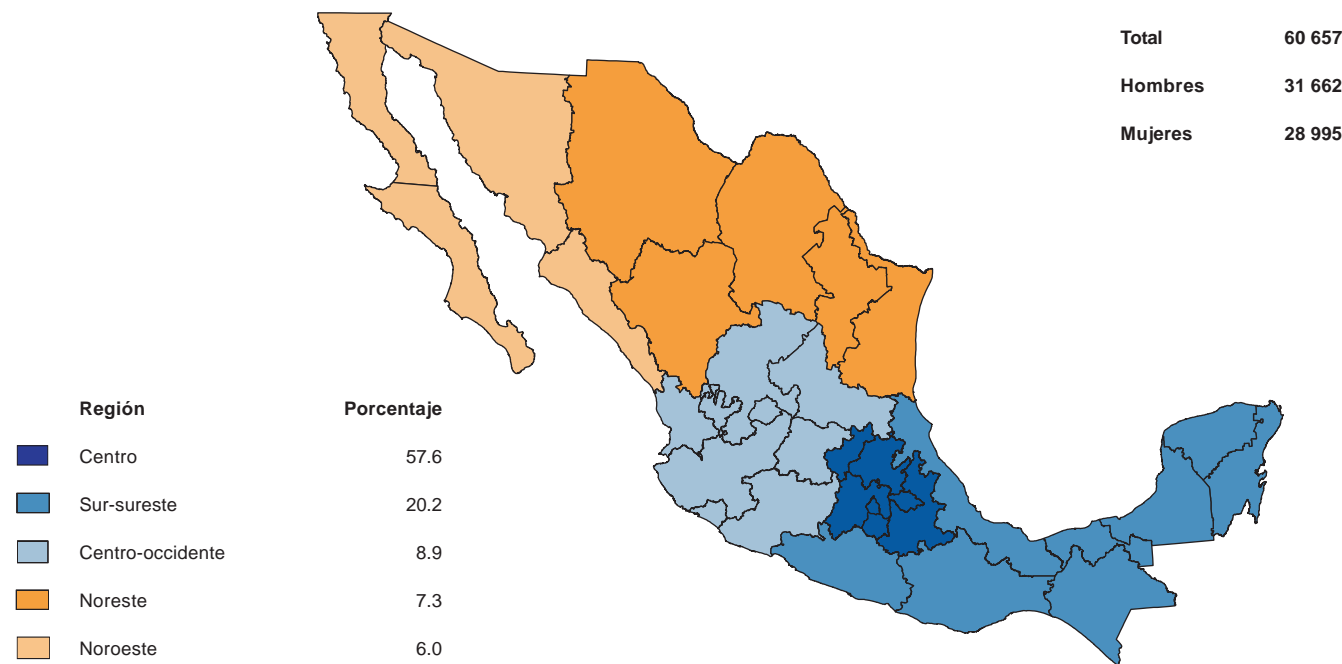 Total 60 657
Hombres 31 662
Mujeres 28 995
Región Porcentaje
Centro 57.6
Sur-sureste 20.2
Centro-occidente 8.9
Noreste 7.3
Noroeste 6.0